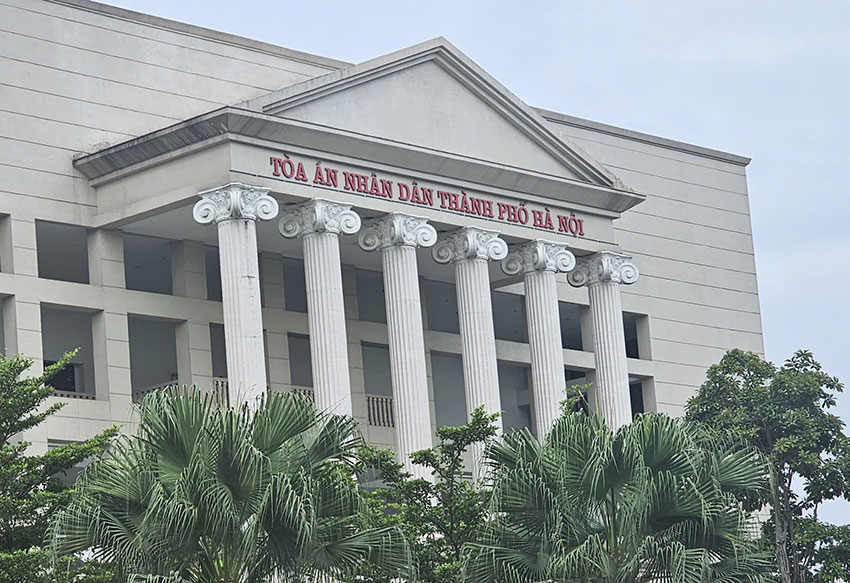 TÒA ÁN NHÂN DÂN THÀNH PHỐ HÀ NỘI